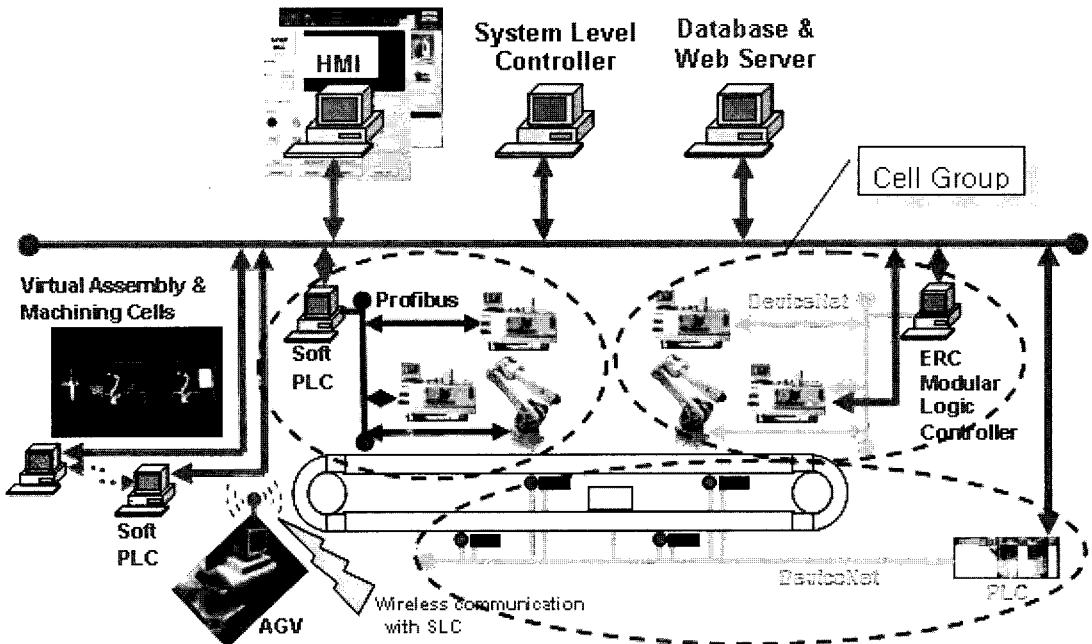 HMI
System Level
Controller
Database &
Web Server
Cell Group
Virtual Assembly &
Machining Cells
Profibus
DeviceNet
Soft
PLC
ERC
Modular
Logic
Controller
Soft
PLC
DeviceNet
PLC
AGV
Wireless communication
with SLC